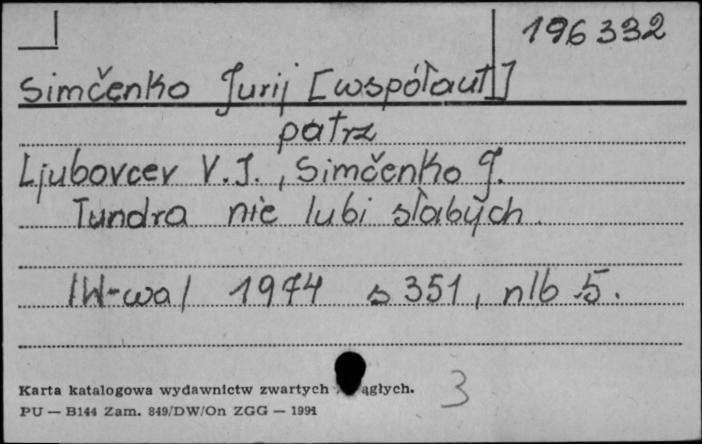 196332
Simčenko Jurij [współaut]
patrz
Ljubovcev V.I., Simčenko J.
Tundra nie lubi słabych.
/W-wa/ 1974 s 351, nlb 5.
Karta katalogowa wydawnictw zwartych ągłych.
PU — B144 Zam. 849/DW/On ZGG — 1991
3